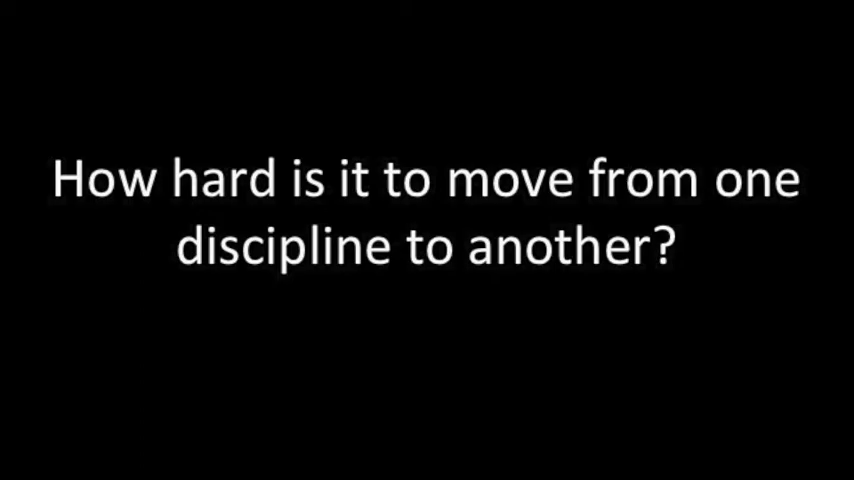 How hard is it to move from one
discipline to another?